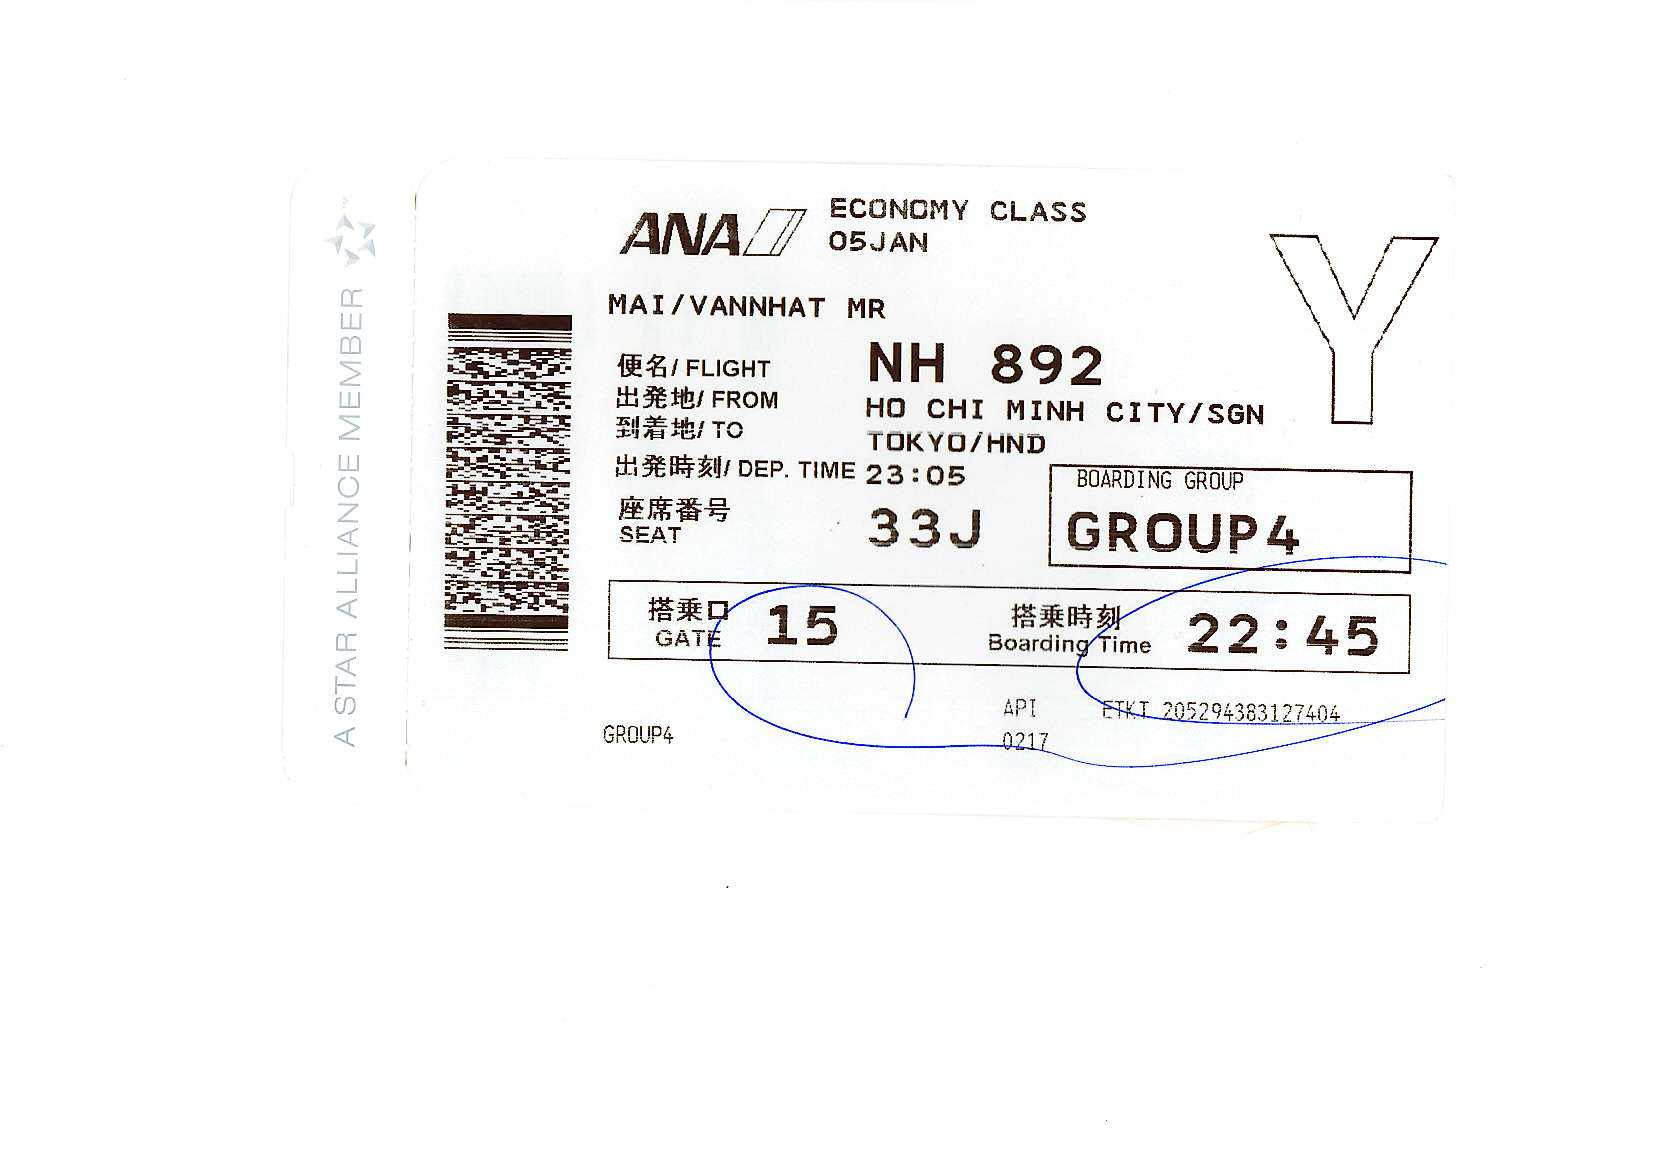 A STAR ALLIANCE MEMBER
ANA
ECONOMY CLASS
05JAN
Y
MAI/VANNHAT MR
便名/ FLIGHT NH 892
出発地/ FROM HO CHI MINH CITY/SGN
到着地/ TO TOKYO/HND
出発時刻/ DEP. TIME 23:05
座席番号
SEAT 33J
BOARDING GROUP
GROUP4
搭乗口
GATE 15
搭乗時刻
Boarding Time 22:45
API ETKT 205294383127404
GROUP4 0217